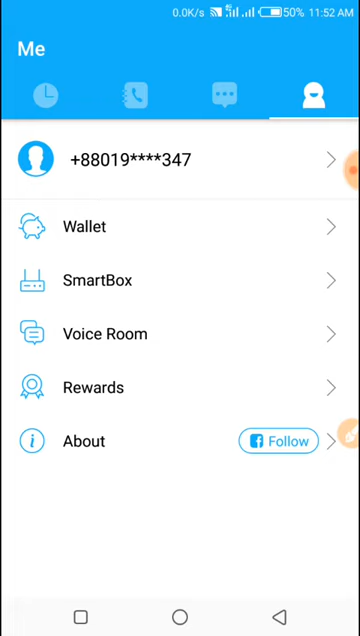 0.0K/s 50% 11:52 AM
Me
+88019****347
Wallet
SmartBox
Voice Room
Rewards
About Follow